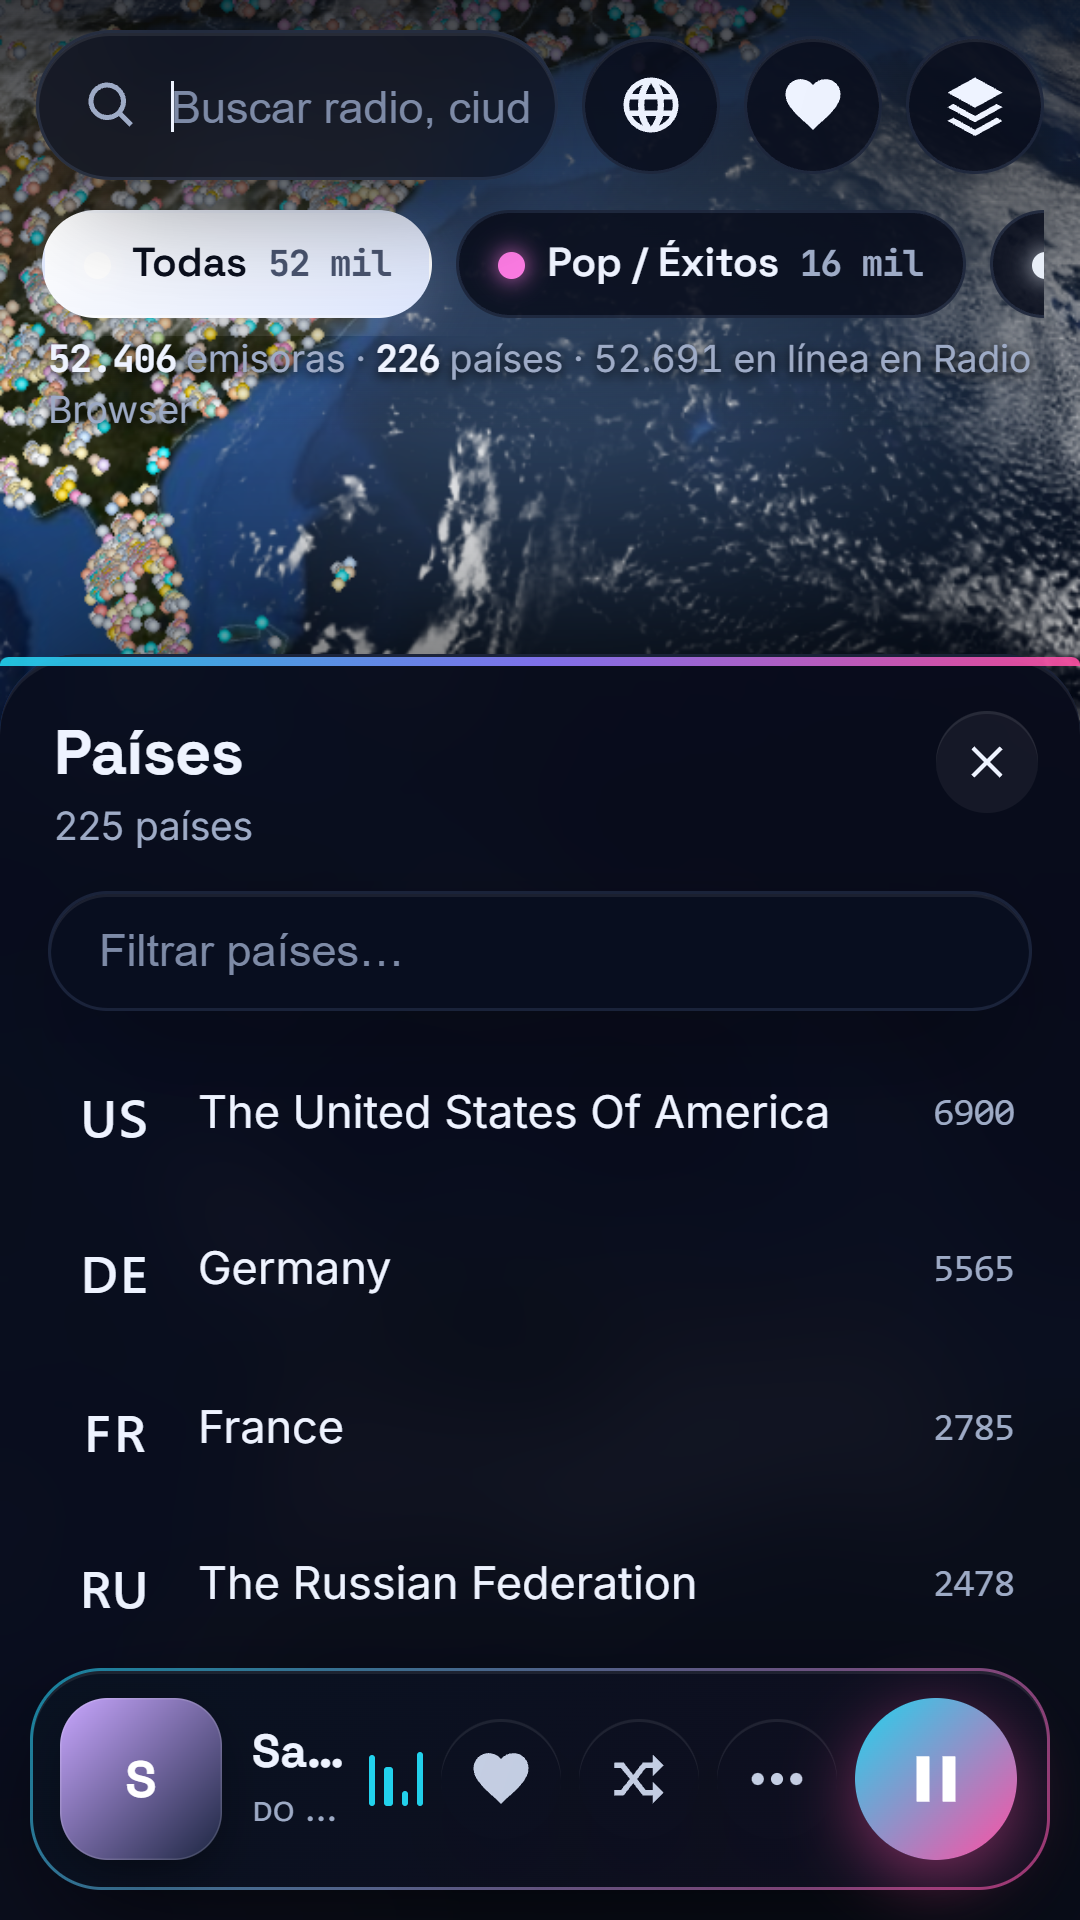 Buscar radio, ciud
Todas 52 mil
Pop / Éxitos 16 mil
52.406 emisoras · 226 países · 52.691 en línea en Radio
Browser
Países
225 países
Filtrar países...
US The United States Of America 6900
DE Germany 5565
FR France 2785
RU The Russian Federation 2478
S
Sa...
DO ...